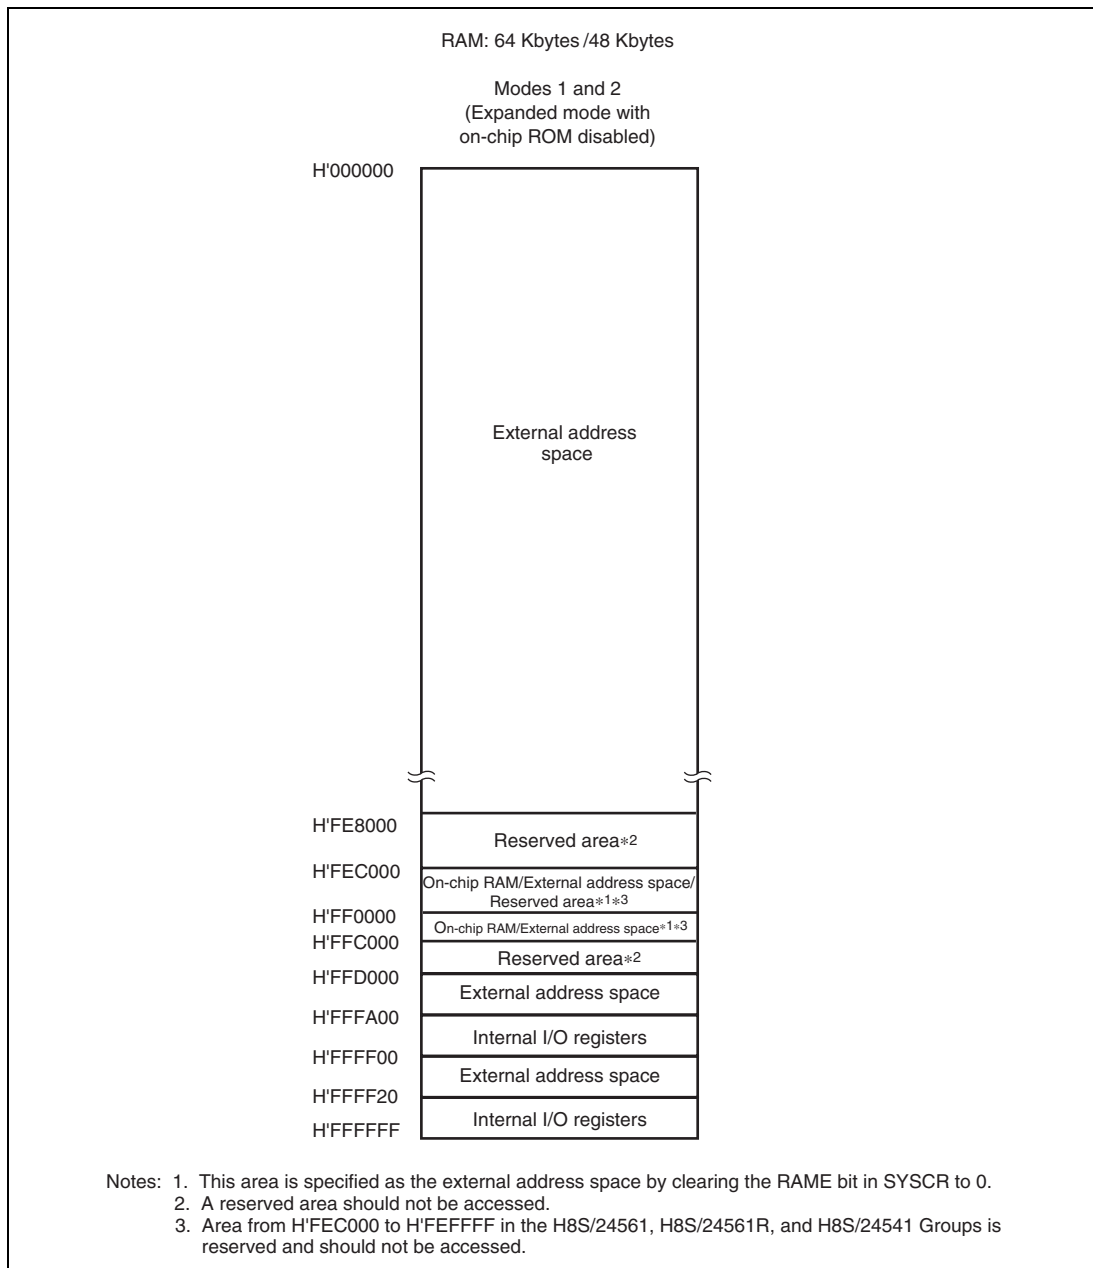 RAM: 64 Kbytes /48 Kbytes
Modes 1 and 2
(Expanded mode with
on-chip ROM disabled)
H'000000
External address
space
H'FE8000
Reserved area*2
H'FEC000
On-chip RAM/External address space/
Reserved area*1*3
H'FF0000
On-chip RAM/External address space*1*3
H'FFC000
Reserved area*2
H'FFD000
External address space
H'FFFA00
Internal I/O registers
H'FFFF00
External address space
H'FFFF20
Internal I/O registers
H'FFFFFF
Notes: 1. This area is specified as the external address space by clearing the RAME bit in SYSCR to 0.
2. A reserved area should not be accessed.
3. Area from H'FEC000 to H'FEFFFF in the H8S/24561, H8S/24561R, and H8S/24541 Groups is
reserved and should not be accessed.